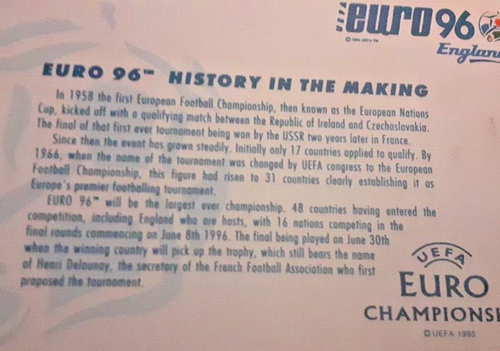 UEFA euro 96
© 1994 UEFA TM
England
EURO 96™ HISTORY IN THE MAKING
In 1958 the first European Football Championship, then known as the European Nations
Cup, kicked off with a qualifying match between the Republic of Ireland and Czechoslovakia.
The final of that first ever tournament being won by the USSR two years later in France.
Since then the event has grown steadily. Initially only 17 countries applied to qualify. By
1966, when the name of the tournament was changed by UEFA congress to the European
Football Championship, this figure had risen to 31 countries clearly establishing it as
Europe's premier footballing tournament.
EURO 96™ will be the largest ever championship. 48 countries having entered the
competition, including England who are hosts, with 16 nations competing in the
final rounds commencing on June 8th 1996. The final being played on June 30th
when the winning country will pick up the trophy, which still bears the name
of Henri Delaunay, the secretary of the French Football Association who first
proposed the tournament.
UEFA
EURO
CHAMPIONS
© UEFA 1995